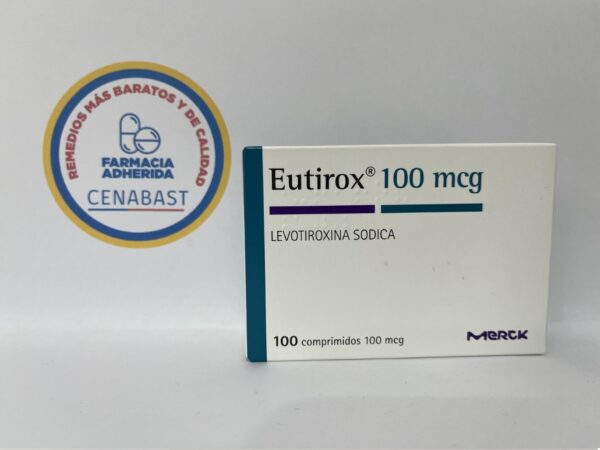 REMEDIOS MÁS BARATOS Y DE CALIDAD
FARMACIA
ADHERIDA
CENABAST
Eutirox® 100 mcg
LEVOTIROXINA SODICA
100 comprimidos 100 mcg
MERCK